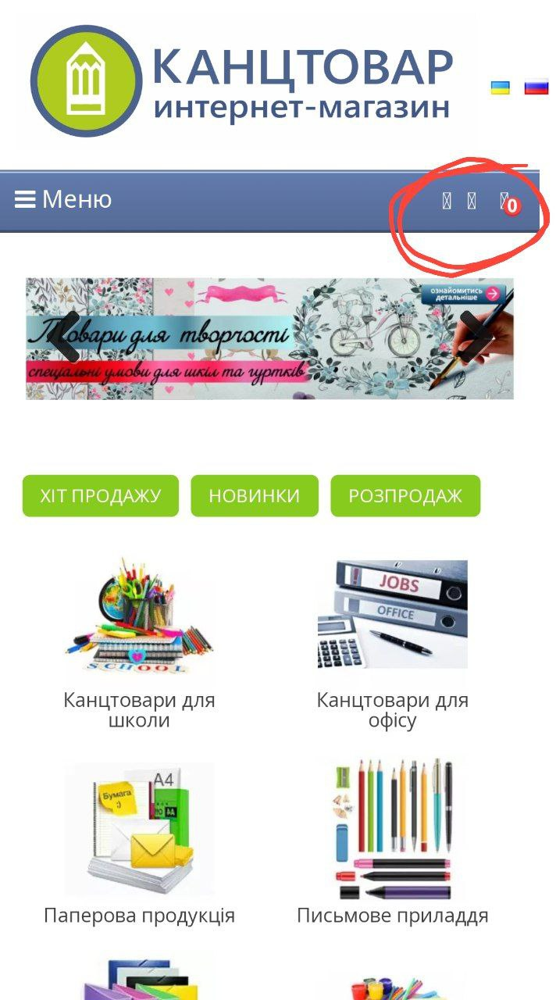 КАНЦТОВАР
интернет-магазин
Меню
0
ознайомитись
детальніше
Товари для творчості
спеціальні умови для шкіл та гуртків
ХІТ ПРОДАЖУ НОВИНКИ РОЗПРОДАЖ
SCHOOL
JOBS
OFFICE
Канцтовари для
школи
Канцтовари для
офісу
A4
Бумага
:)
Паперова продукція
Письмове приладдя